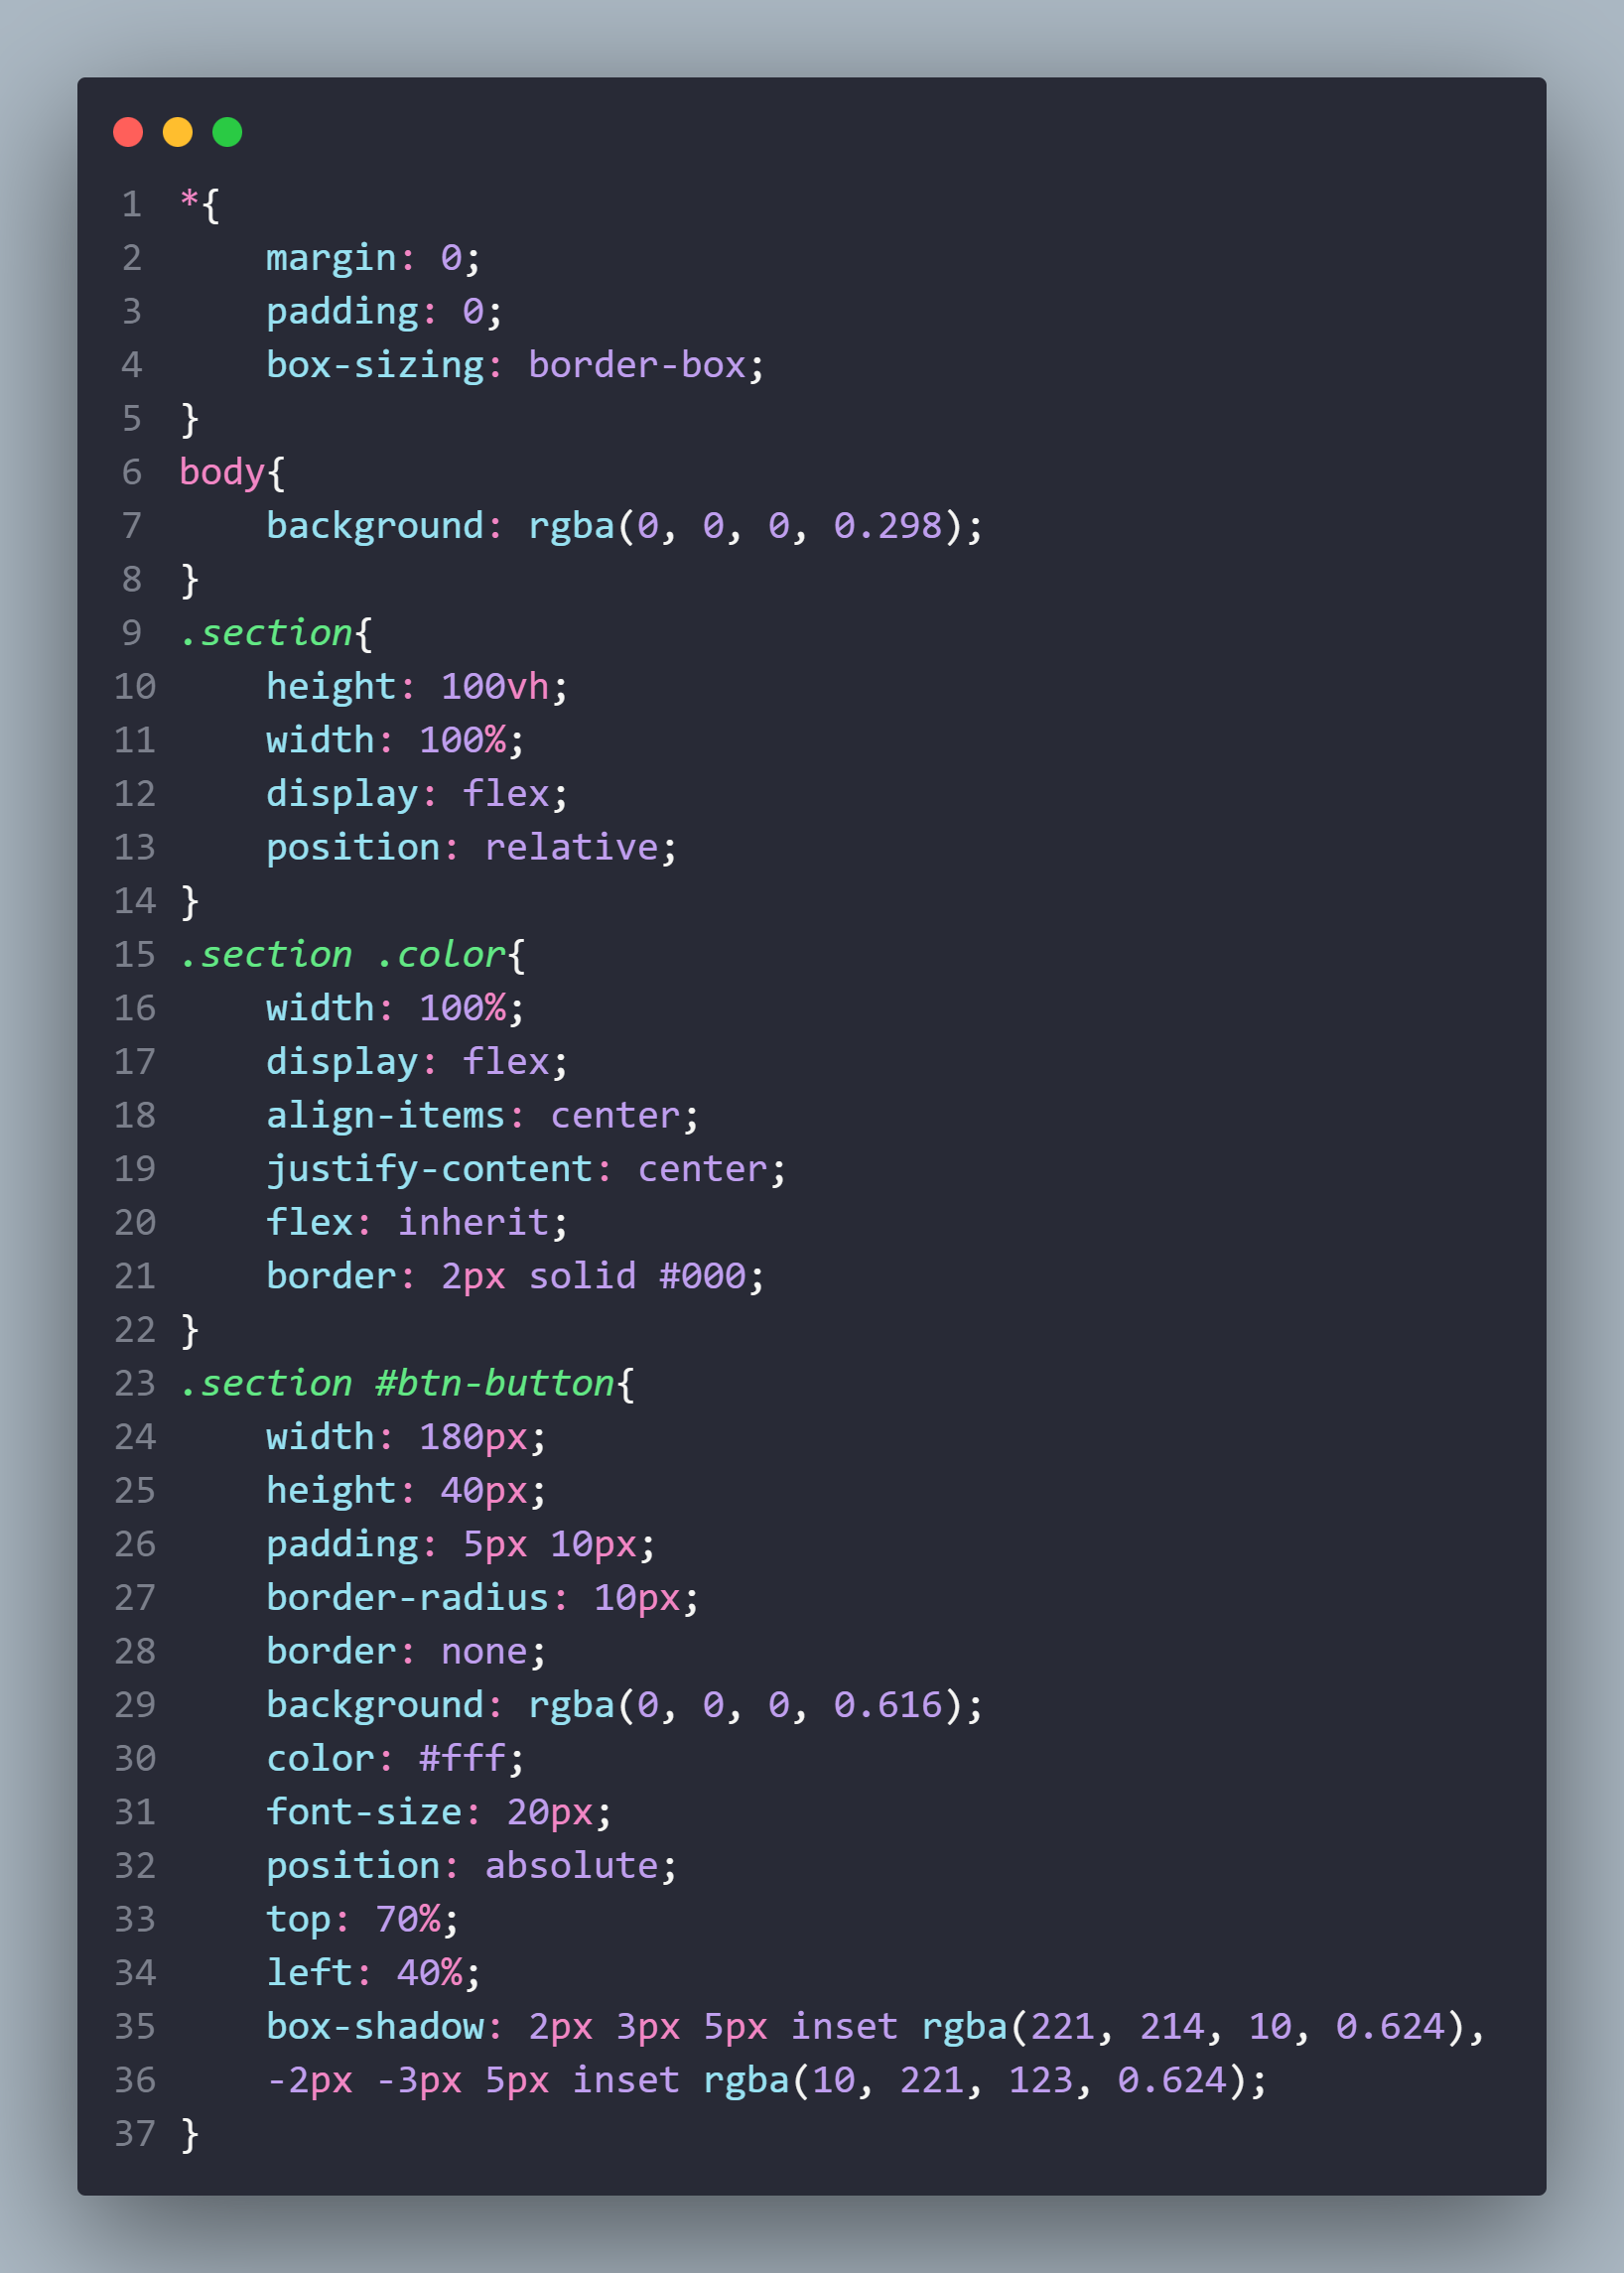 1 *{
2     margin: 0;
3     padding: 0;
4     box-sizing: border-box;
5 }
6 body{
7     background: rgba(0, 0, 0, 0.298);
8 }
9 .section{
10     height: 100vh;
11     width: 100%;
12     display: flex;
13     position: relative;
14 }
15 .section .color{
16     width: 100%;
17     display: flex;
18     align-items: center;
19     justify-content: center;
20     flex: inherit;
21     border: 2px solid #000;
22 }
23 .section #btn-button{
24     width: 180px;
25     height: 40px;
26     padding: 5px 10px;
27     border-radius: 10px;
28     border: none;
29     background: rgba(0, 0, 0, 0.616);
30     color: #fff;
31     font-size: 20px;
32     position: absolute;
33     top: 70%;
34     left: 40%;
35     box-shadow: 2px 3px 5px inset rgba(221, 214, 10, 0.624),
36     -2px -3px 5px inset rgba(10, 221, 123, 0.624);
37 }